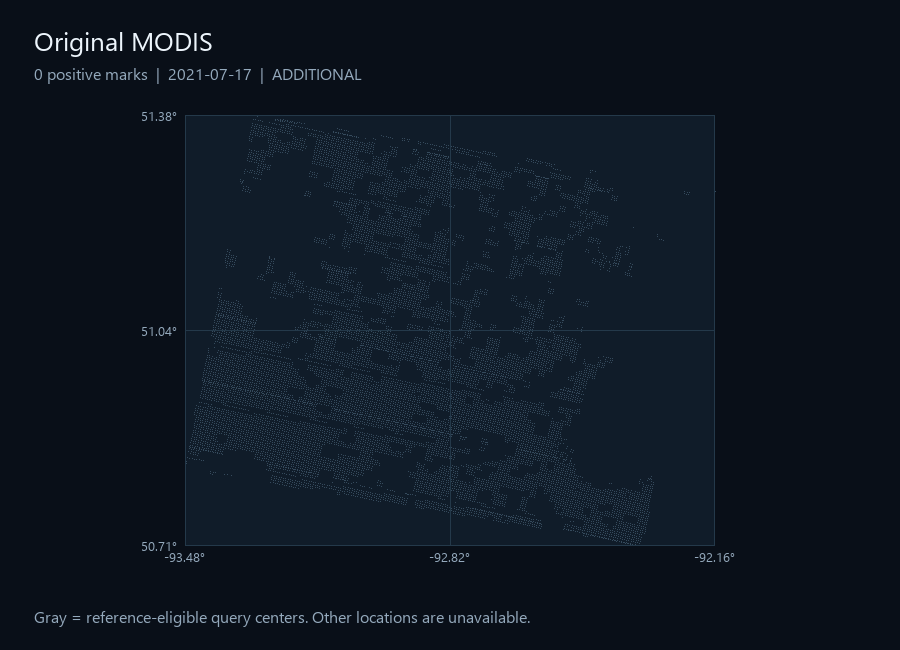 Original MODIS
0 positive marks | 2021-07-17 | ADDITIONAL
51.38°
51.04°
50.71°
-93.48°
-92.82°
-92.16°
Gray = reference-eligible query centers. Other locations are unavailable.